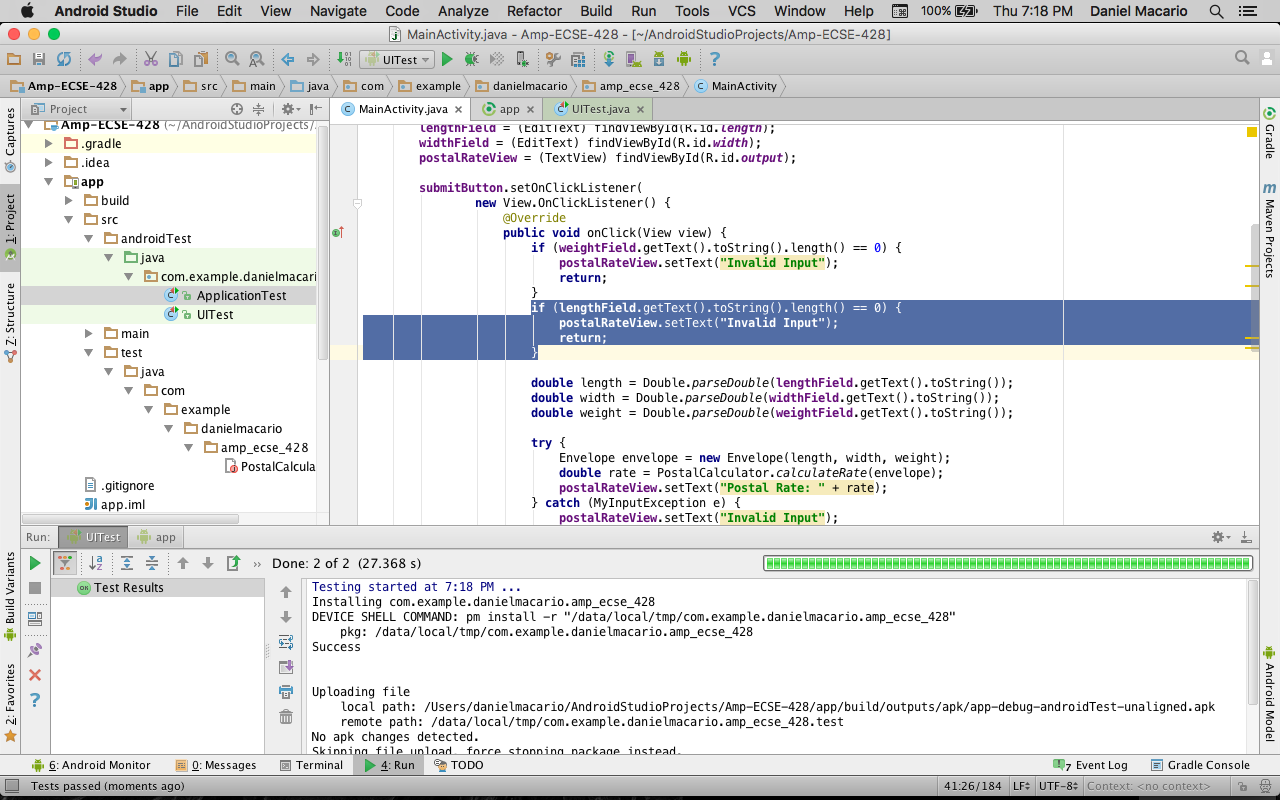 Android Studio File Edit View Navigate Code Analyze Refactor Build Run Tools VCS Window Help 100% Thu 7:18 PM Daniel Macario
MainActivity.java - Amp-ECSE-428 - [~/AndroidStudioProjects/Amp-ECSE-428]
UITest
Amp-ECSE-428 app src main java com example danielmacario amp_ecse_428 MainActivity
Captures
1: Project
Z: Structure
Build Variants
2: Favorites
Project
Amp-ECSE-428 (~/AndroidStudioProjects/
.gradle
.idea
app
build
src
androidTest
java
com.example.danielmacari
ApplicationTest
UITest
main
test
java
com
example
danielmacario
amp_ecse_428
PostalCalcula
.gitignore
app.iml
MainActivity.java app UITest.java
lengthField = (EditText) findViewById(R.id.length);
widthField = (EditText) findViewById(R.id.width);
postalRateView = (TextView) findViewById(R.id.output);
submitButton.setOnClickListener(
new View.OnClickListener() {
@Override
public void onClick(View view) {
if (weightField.getText().toString().length() == 0) {
postalRateView.setText("Invalid Input");
return;
}
if (lengthField.getText().toString().length() == 0) {
postalRateView.setText("Invalid Input");
return;
}
double length = Double.parseDouble(lengthField.getText().toString());
double width = Double.parseDouble(widthField.getText().toString());
double weight = Double.parseDouble(weightField.getText().toString());
try {
Envelope envelope = new Envelope(length, width, weight);
double rate = PostalCalculator.calculateRate(envelope);
postalRateView.setText("Postal Rate: " + rate);
} catch (MyInputException e) {
postalRateView.setText("Invalid Input");
Gradle
m Maven Projects
Android Model
Run: UITest app
Done: 2 of 2 (27.368 s)
OK Test Results
Testing started at 7:18 PM ...
Installing com.example.danielmacario.amp_ecse_428
DEVICE SHELL COMMAND: pm install -r "/data/local/tmp/com.example.danielmacario.amp_ecse_428"
pkg: /data/local/tmp/com.example.danielmacario.amp_ecse_428
Success
Uploading file
local path: /Users/danielmacario/AndroidStudioProjects/Amp-ECSE-428/app/build/outputs/apk/app-debug-androidTest-unaligned.apk
remote path: /data/local/tmp/com.example.danielmacario.amp_ecse_428.test
No apk changes detected.
Skipping file upload, force stopping package instead.
6: Android Monitor 0: Messages Terminal 4: Run TODO 7 Event Log Gradle Console
Tests passed (moments ago) 41:26/184 LF UTF-8 Context: <no context>